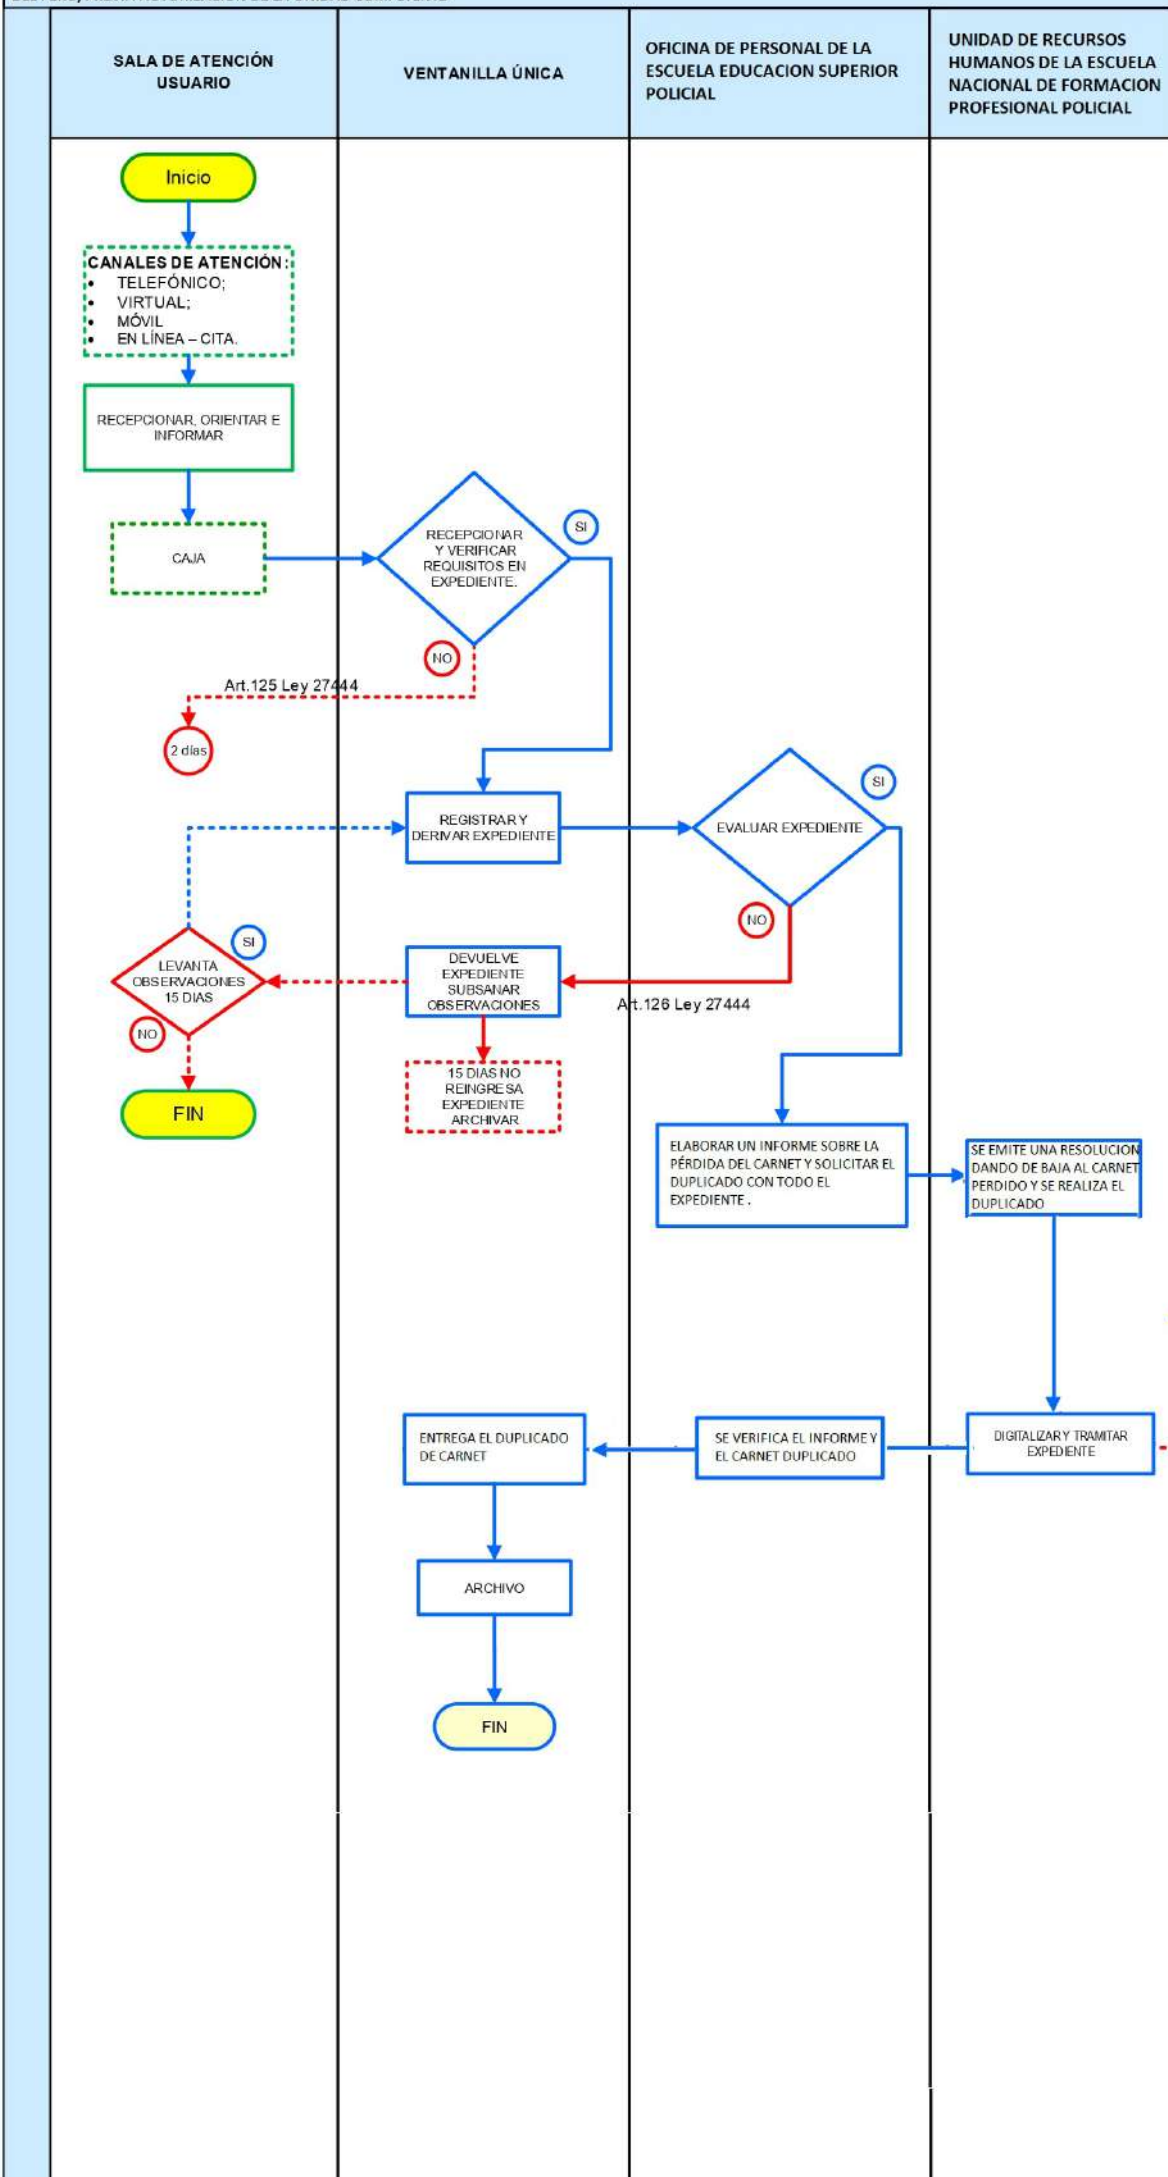 SALA DE ATENCIÓN
USUARIO
VENTANILLA ÚNICA
OFICINA DE PERSONAL DE LA
ESCUELA EDUCACION SUPERIOR
POLICIAL
UNIDAD DE RECURSOS
HUMANOS DE LA ESCUELA
NACIONAL DE FORMACION
PROFESIONAL POLICIAL
Inicio
CANALES DE ATENCIÓN:
• TELEFÓNICO;
• VIRTUAL;
• MÓVIL
• EN LÍNEA – CITA.
RECEPCIONAR, ORIENTAR E
INFORMAR
CAJA
RECEPCIONAR
Y VERIFICAR
REQUISITOS EN
EXPEDIENTE.
SI
NO
Art.125 Ley 27444
2 días
REGISTRAR Y
DERIVAR EXPEDIENTE
EVALUAR EXPEDIENTE
SI
NO
Art.126 Ley 27444
DEVUELVE
EXPEDIENTE
SUBSANAR
OBSERVACIONES
LEVANTA
OBSERVACIONES
15 DIAS
SI
NO
FIN
15 DIAS NO
REINGRESA
EXPEDIENTE
ARCHIVAR
ELABORAR UN INFORME SOBRE LA
PÉRDIDA DEL CARNET Y SOLICITAR EL
DUPLICADO CON TODO EL
EXPEDIENTE .
SE EMITE UNA RESOLUCION
DANDO DE BAJA AL CARNET
PERDIDO Y SE REALIZA EL
DUPLICADO
DIGITALIZAR Y TRAMITAR
EXPEDIENTE
SE VERIFICA EL INFORME Y
EL CARNET DUPLICADO
ENTREGA EL DUPLICADO
DE CARNET
ARCHIVO
FIN